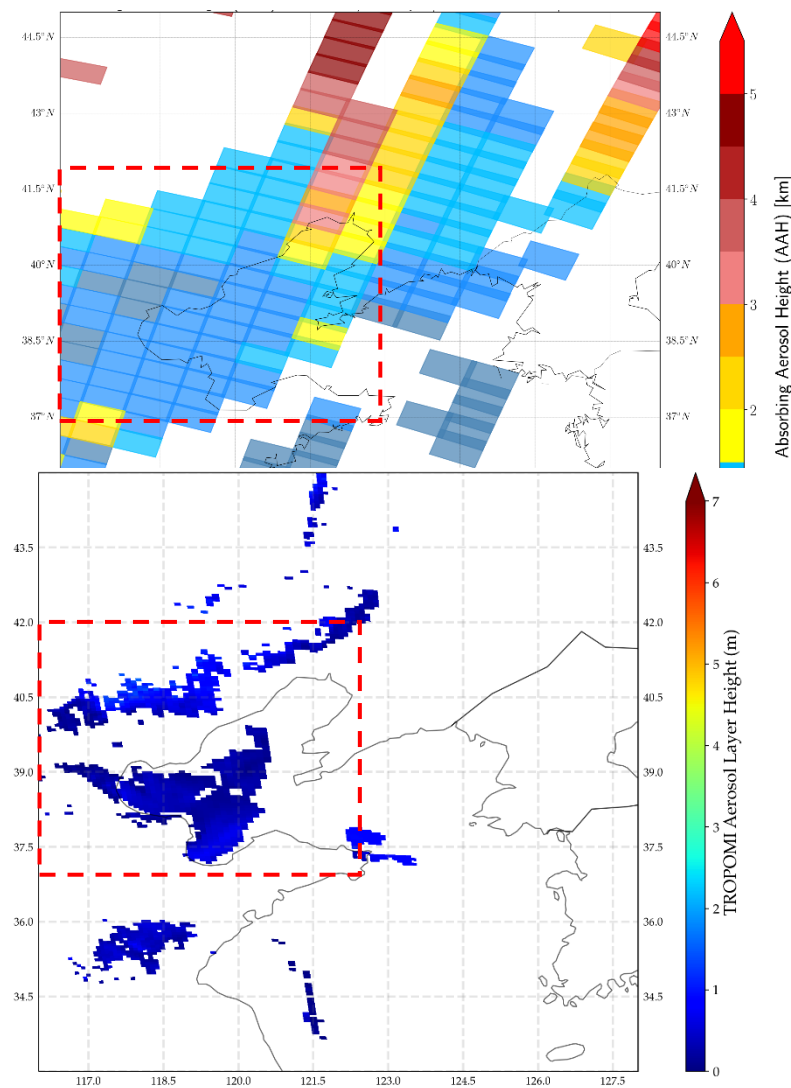 44.5° N
43° N
41.5° N
40° N
38.5° N
37° N
44.5° N
43° N
41.5° N
40° N
38.5° N
37° N
5
4
3
2
Absorbing Aerosol Height (AAH) [km]
43.5
42.0
40.5
39.0
37.5
36.0
34.5
43.5
42.0
40.5
39.0
37.5
36.0
34.5
117.0 118.5 120.0 121.5 123.0 124.5 126.0 127.5
7
6
5
4
3
2
1
0
TROPOMI Aerosol Layer Height (m)